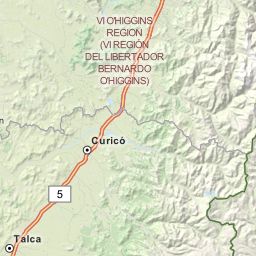 VI O'HIGGINS
REGION
(VI REGIÓN
DEL LIBERTADOR
BERNARDO
O'HIGGINS)
Curicó
5
Talca